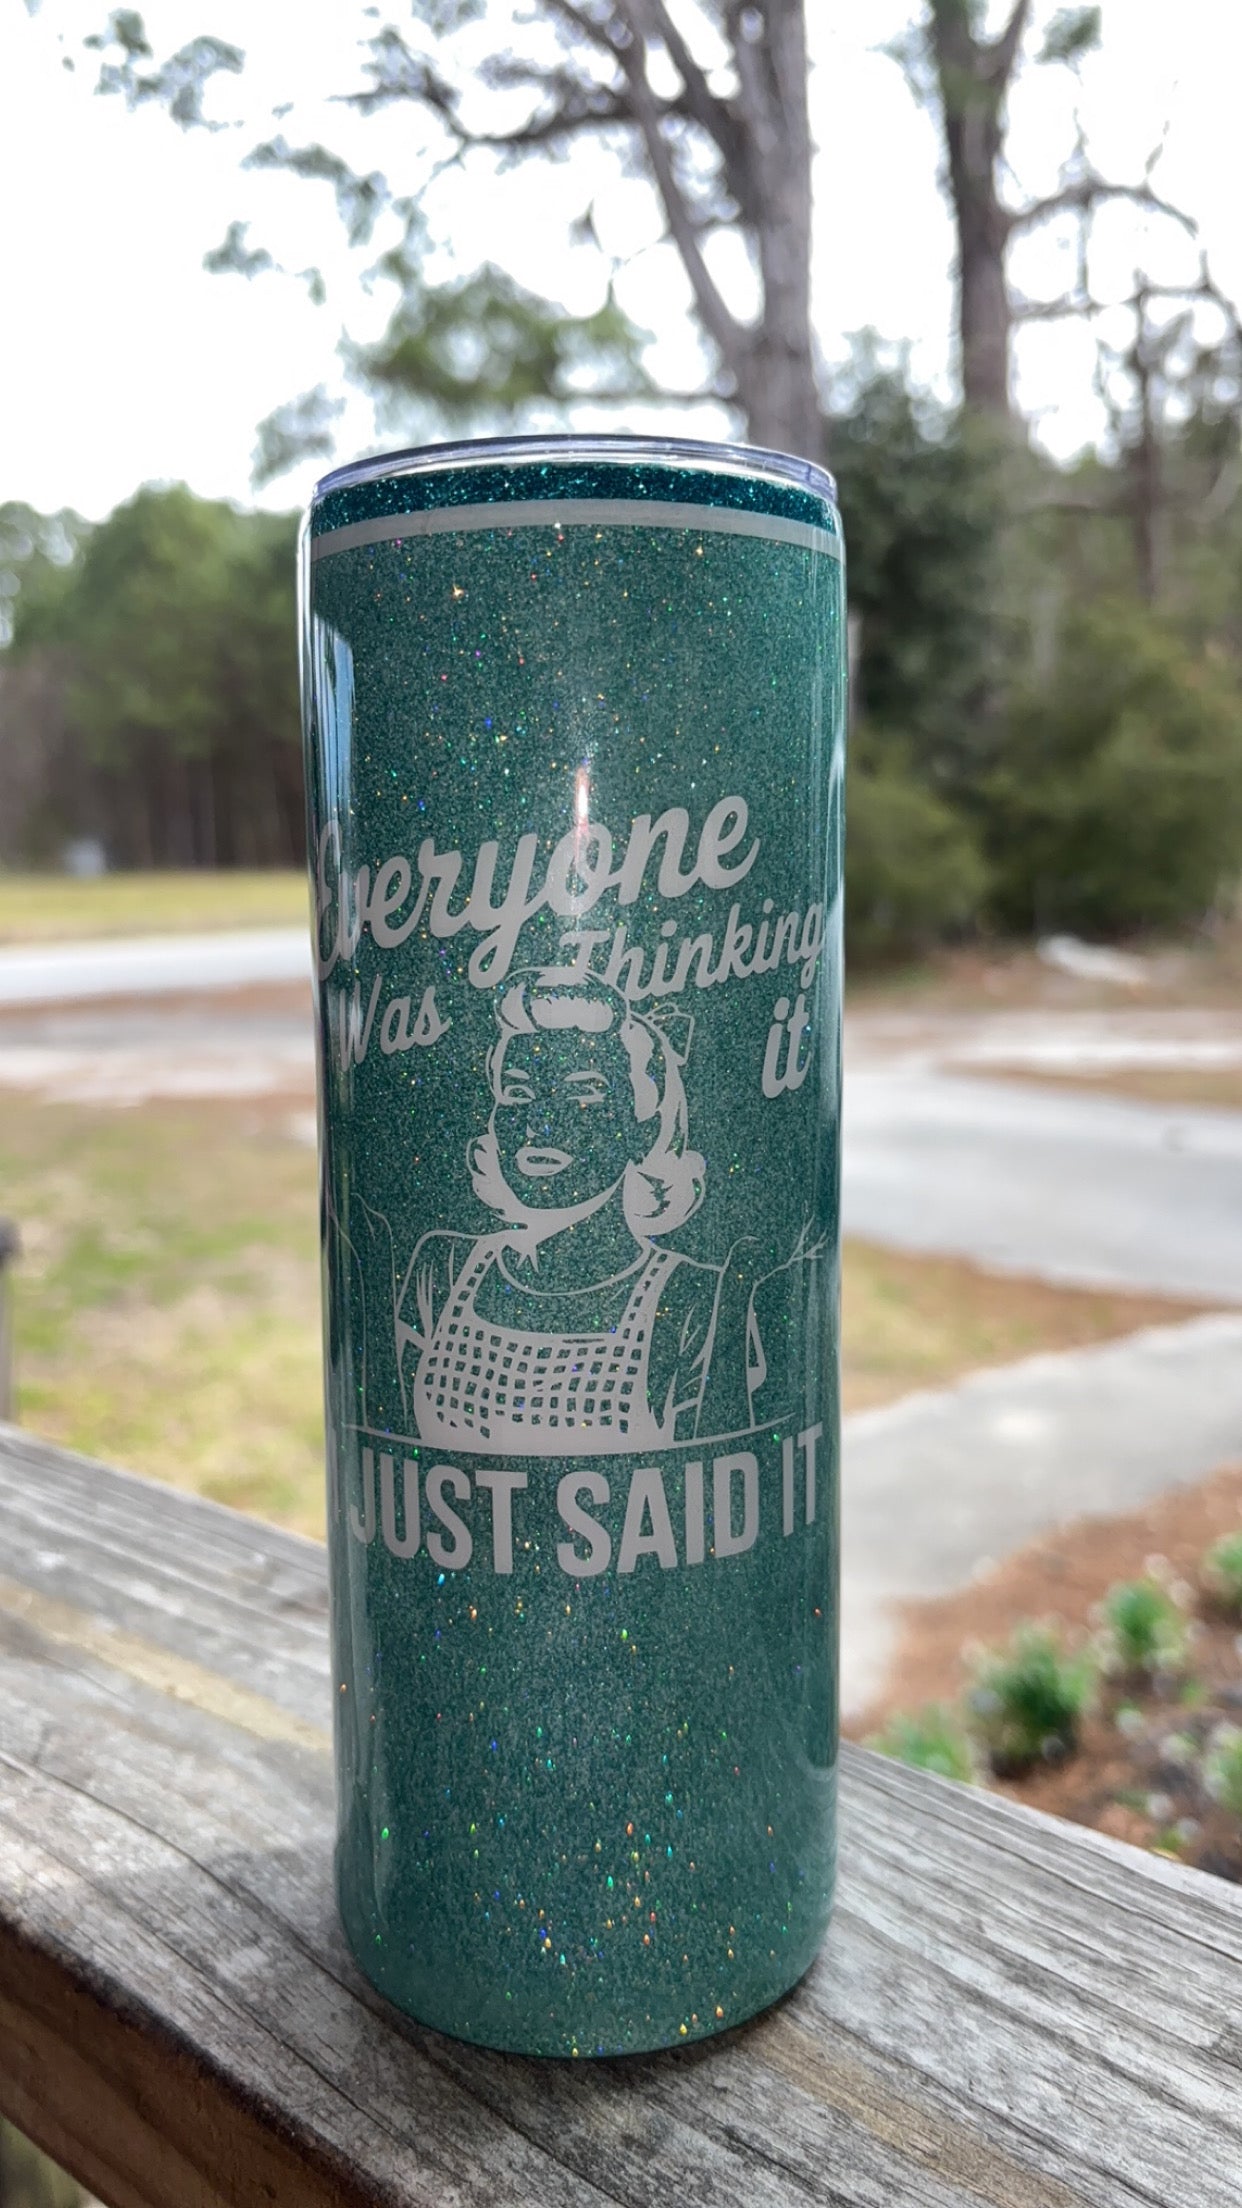 Everyone
Was Thinking
it
JUST SAID IT